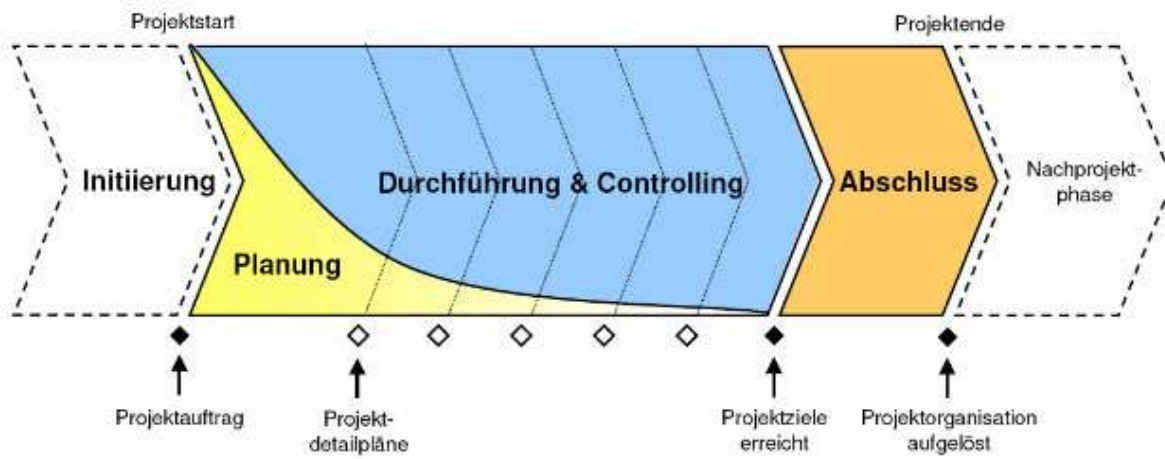 Projektstart
Projektende
Initiierung
Planung
Durchführung & Controlling
Abschluss
Nachprojekt-
phase
Projektauftrag
Projekt-
detailpläne
Projektziele
erreicht
Projektorganisation
aufgelöst